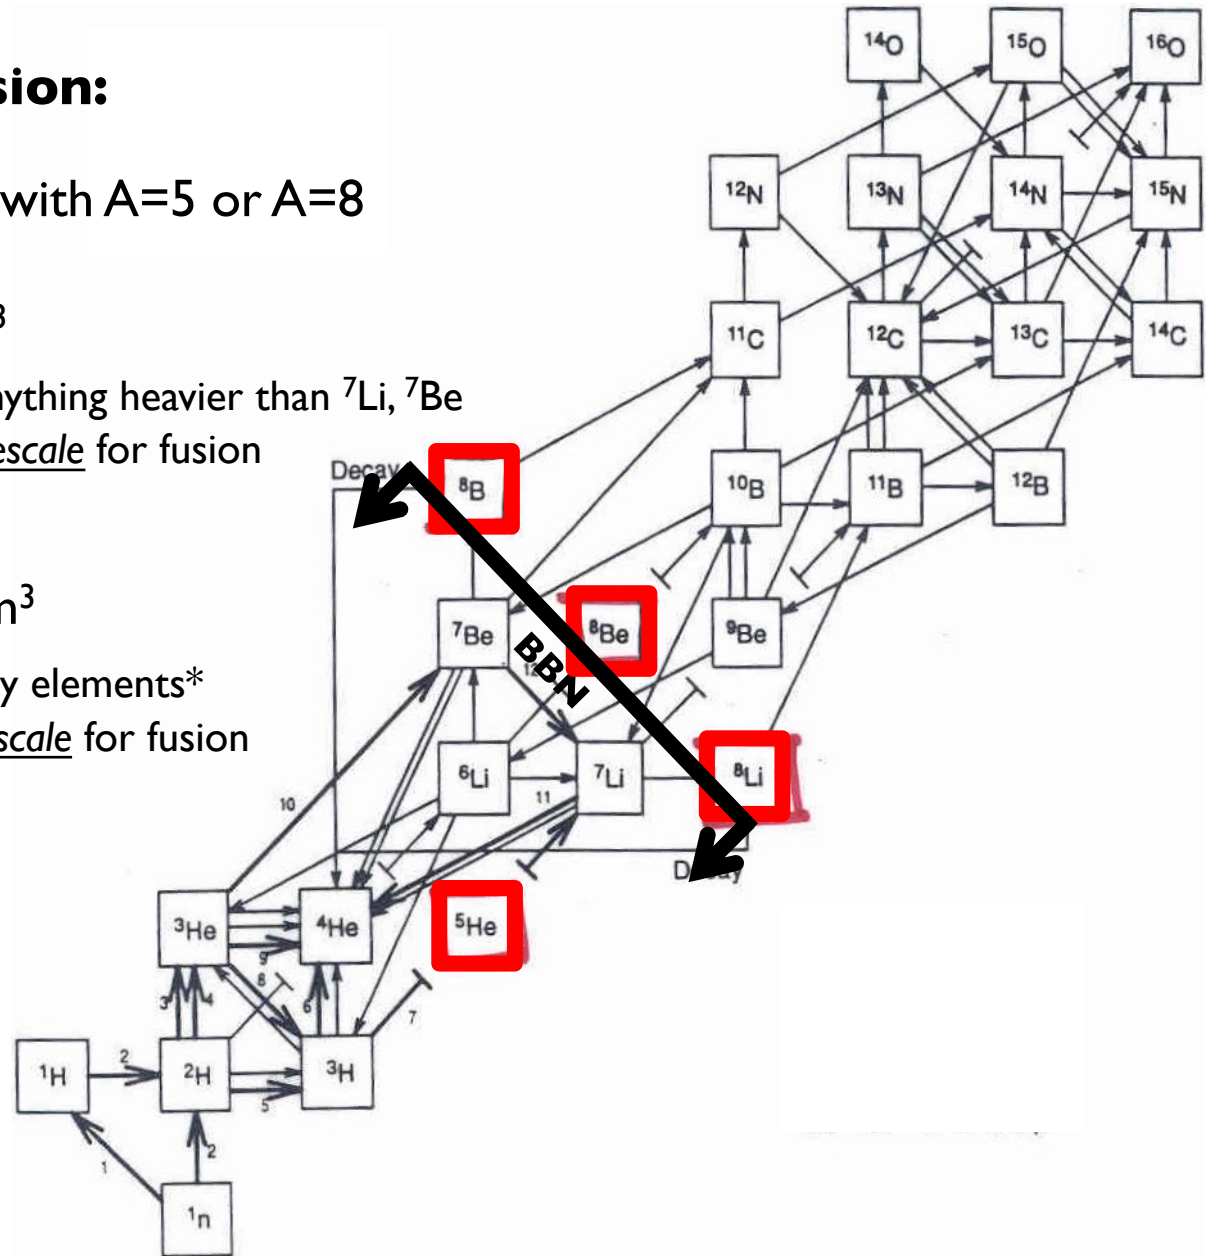 sion:
with A=5 or A=8
3
nything heavier than ⁷Li, ⁷Be
escale for fusion
m³
y elements*
scale for fusion
¹⁴O
¹⁵O
¹⁶O
¹²N
¹³N
¹⁴N
¹⁵N
¹¹C
¹²C
¹³C
¹⁴C
Decay
⁸B
¹⁰B
¹¹B
¹²B
⁷Be
⁸Be
⁹Be
BBN
12
⁶Li
⁷Li
⁸Li
11
10
Decay
³He
⁴He
⁵He
9
8
3
4
6
7
¹H
2
²H
³H
5
1
2
¹n